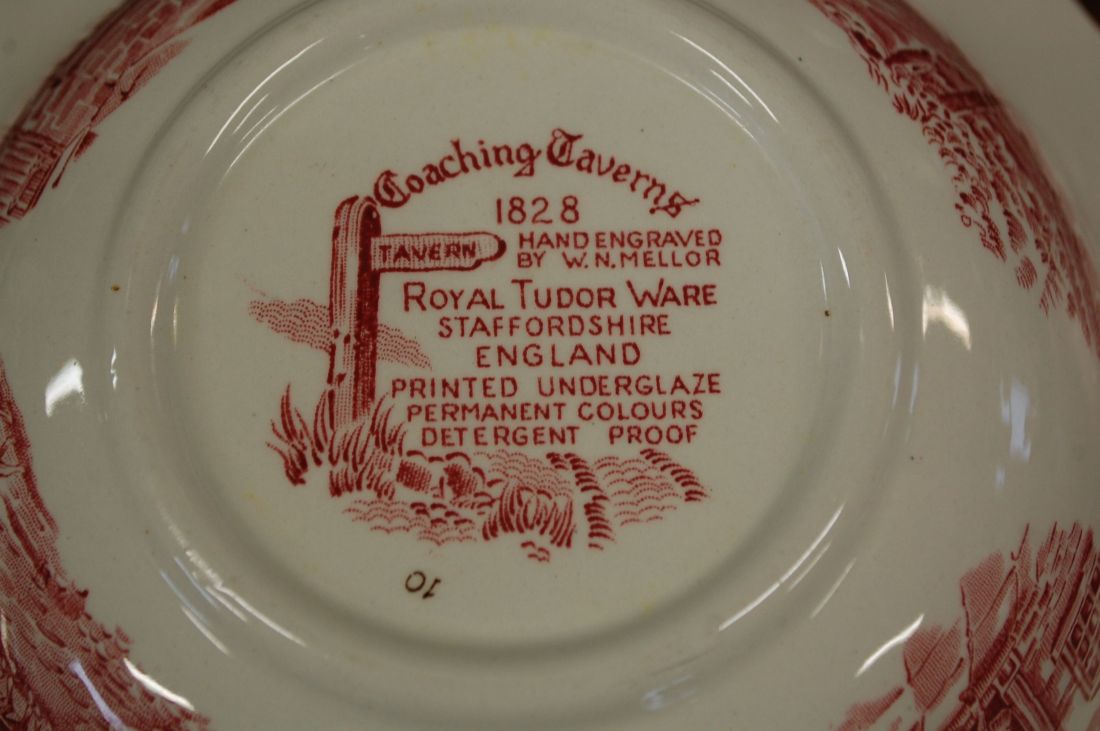 Coaching Taverns
1828
TAVERN
HAND ENGRAVED
BY W.N. MELLOR
ROYAL TUDOR WARE
STAFFORDSHIRE
ENGLAND
PRINTED UNDERGLAZE
PERMANENT COLOURS
DETERGENT PROOF
10